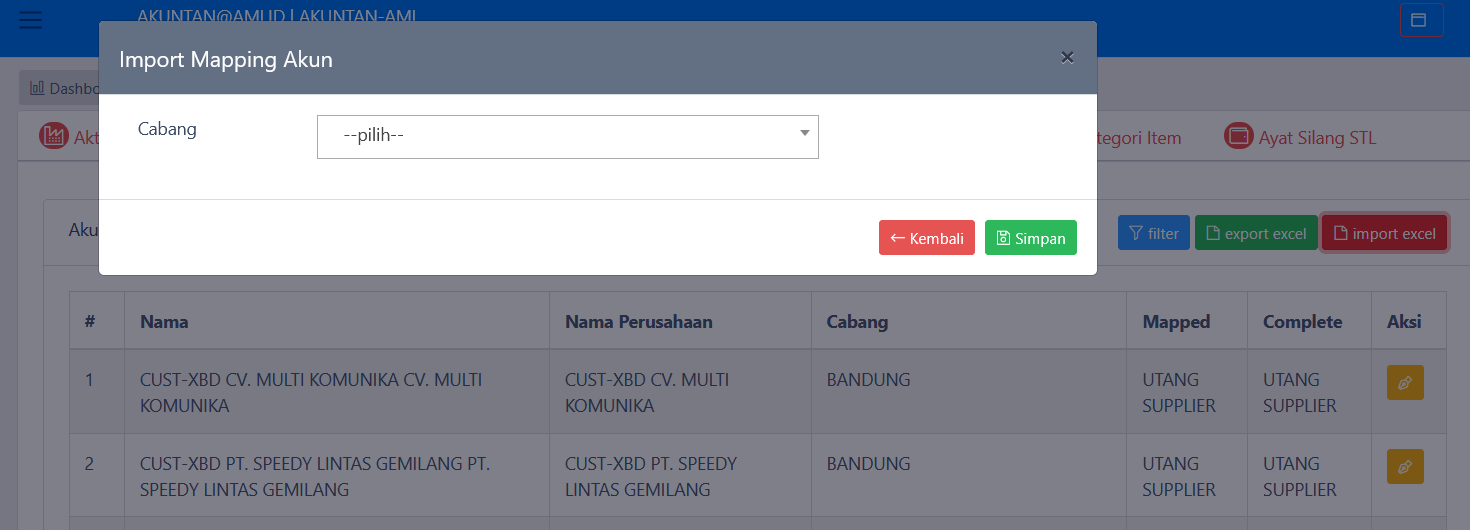 AKUNTAN@AMI.ID | AKUNTAN-AMI
Import Mapping Akun
×
Cabang
--pilih--
Kembali
Simpan
Dashbo
Akt
tegori Item
Ayat Silang STL
Aku
filter
export excel
import excel
# Nama Nama Perusahaan Cabang Mapped Complete Aksi
1 CUST-XBD CV. MULTI KOMUNIKA CV. MULTI CUST-XBD CV. MULTI BANDUNG UTANG UTANG
KOMUNIKA KOMUNIKA SUPPLIER SUPPLIER
2 CUST-XBD PT. SPEEDY LINTAS GEMILANG PT. CUST-XBD PT. SPEEDY BANDUNG UTANG UTANG
SPEEDY LINTAS GEMILANG LINTAS GEMILANG SUPPLIER SUPPLIER